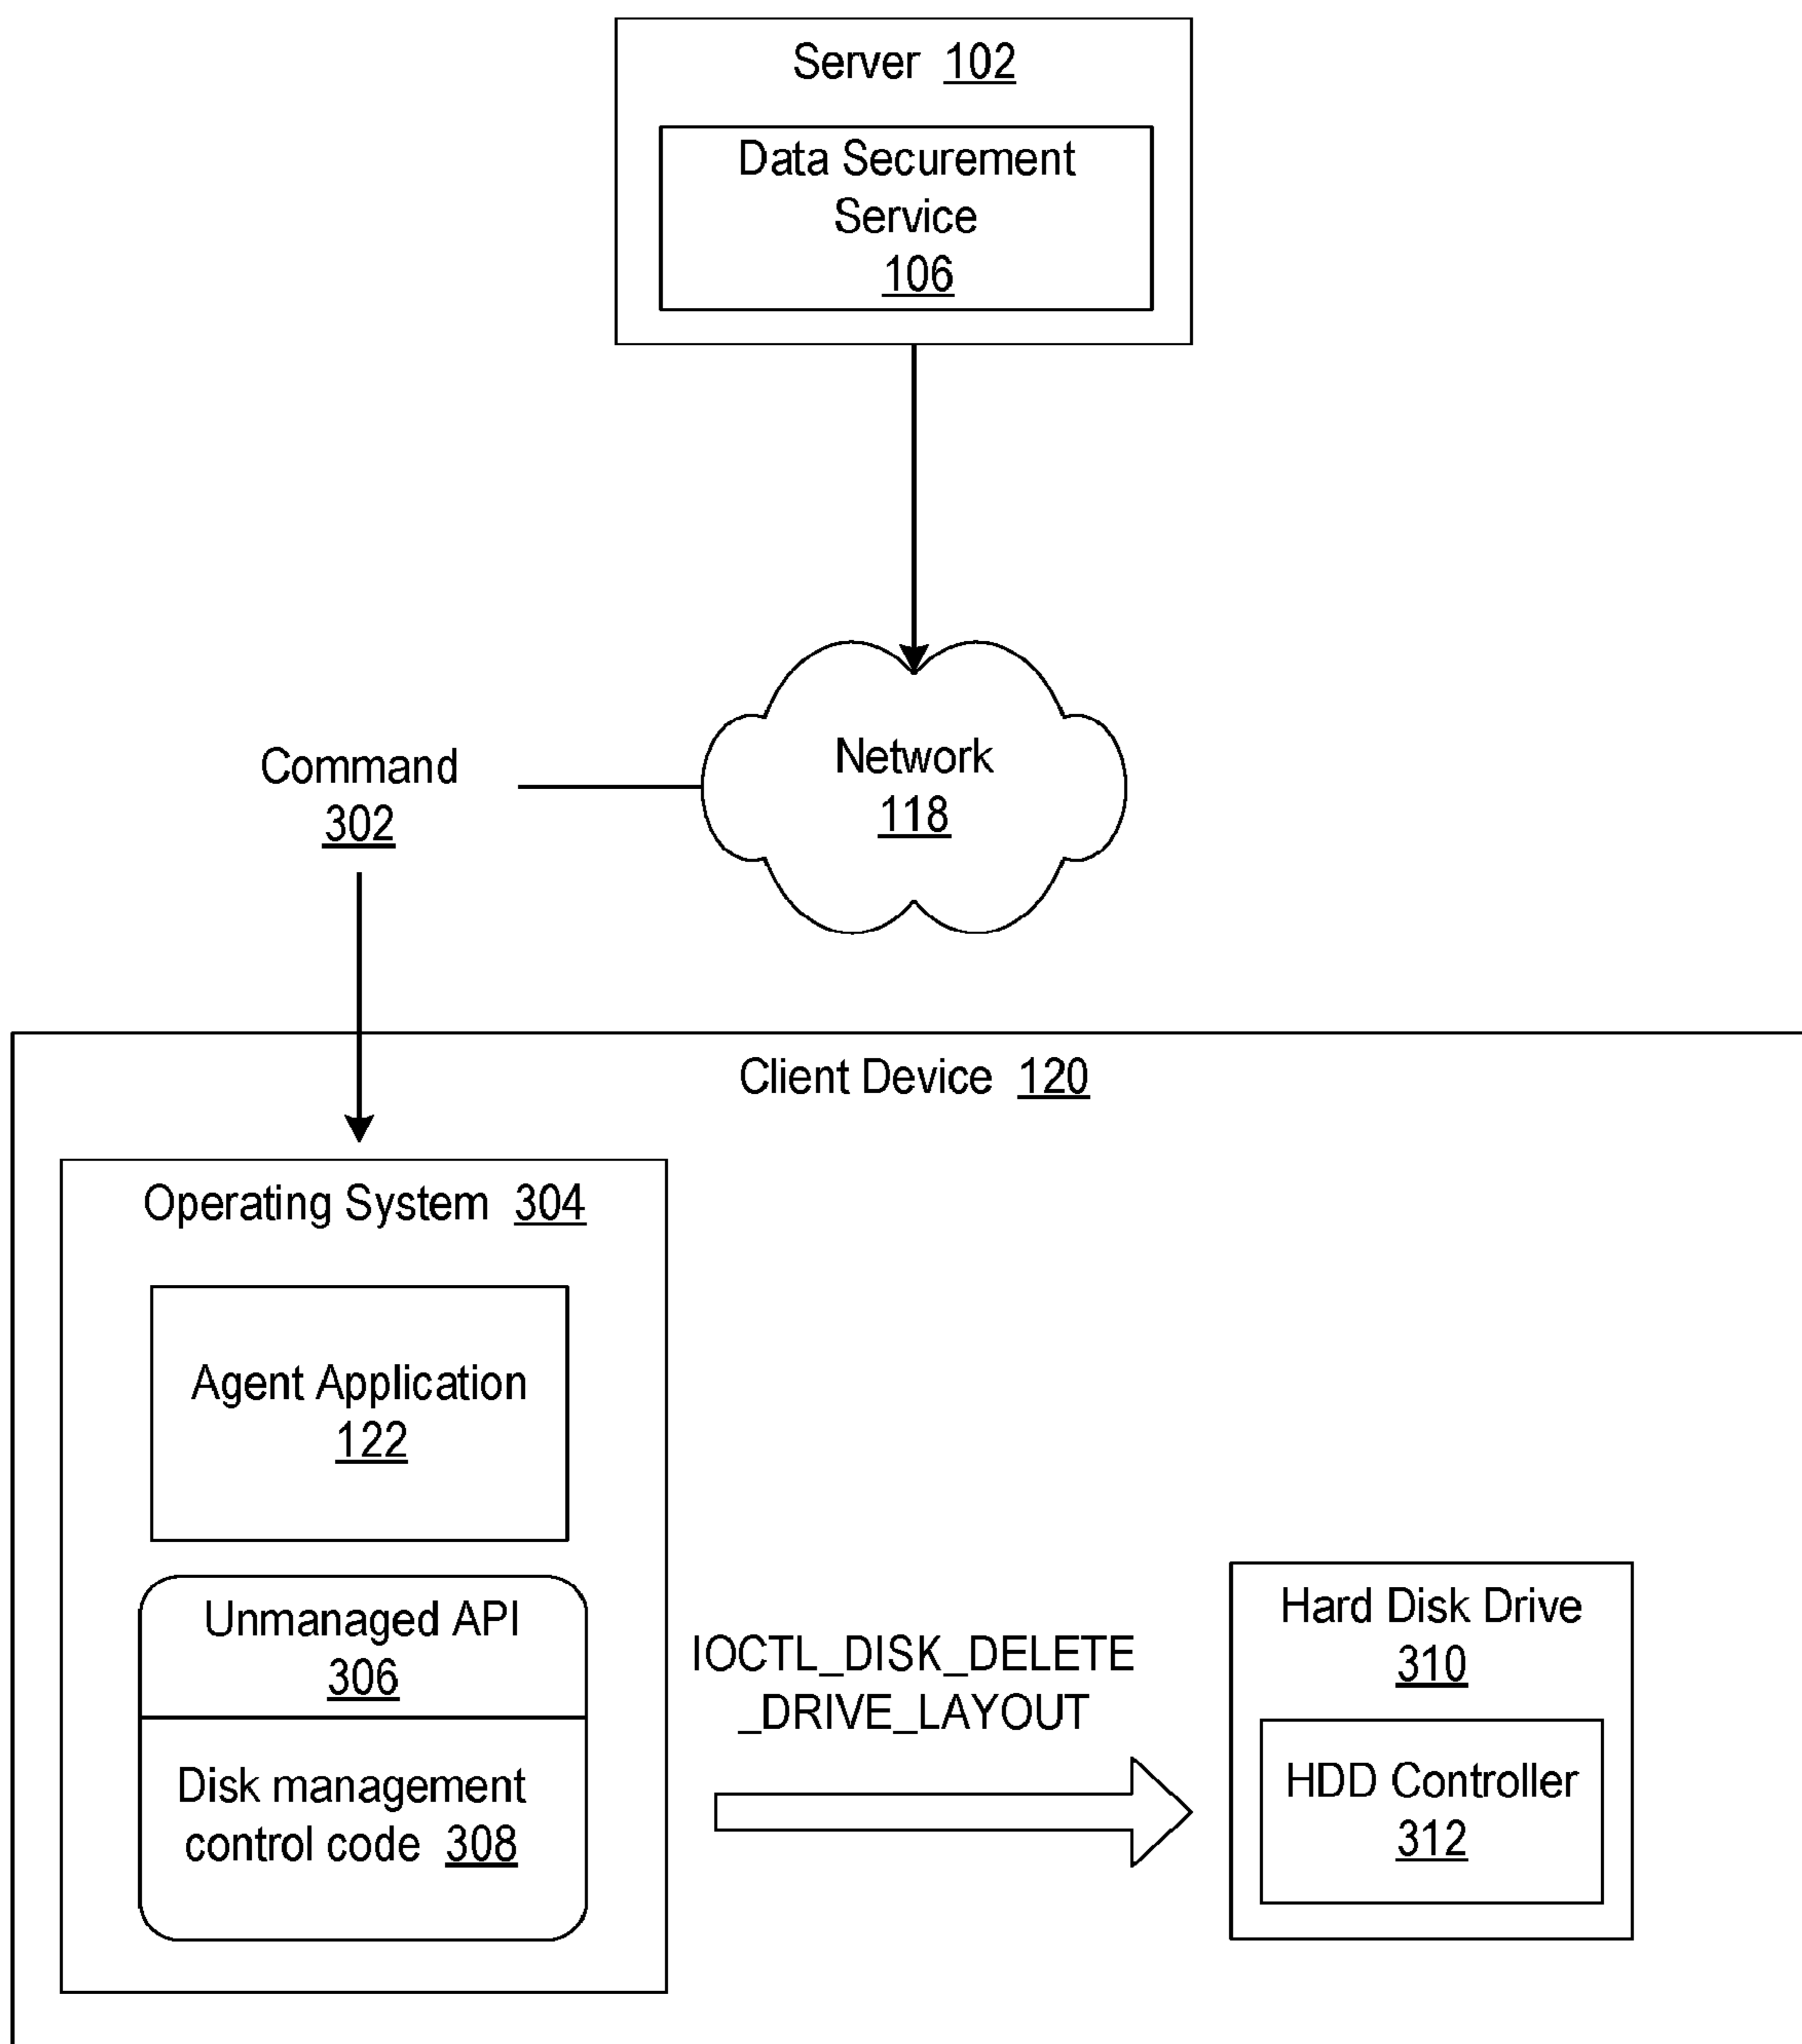 Server 102
Data Securement
Service
106
Network
118
Command
302
Client Device 120
Operating System 304
Agent Application
122
Unmanaged API
306
Disk management
control code 308
IOCTL_DISK_DELETE
_DRIVE_LAYOUT
Hard Disk Drive
310
HDD Controller
312